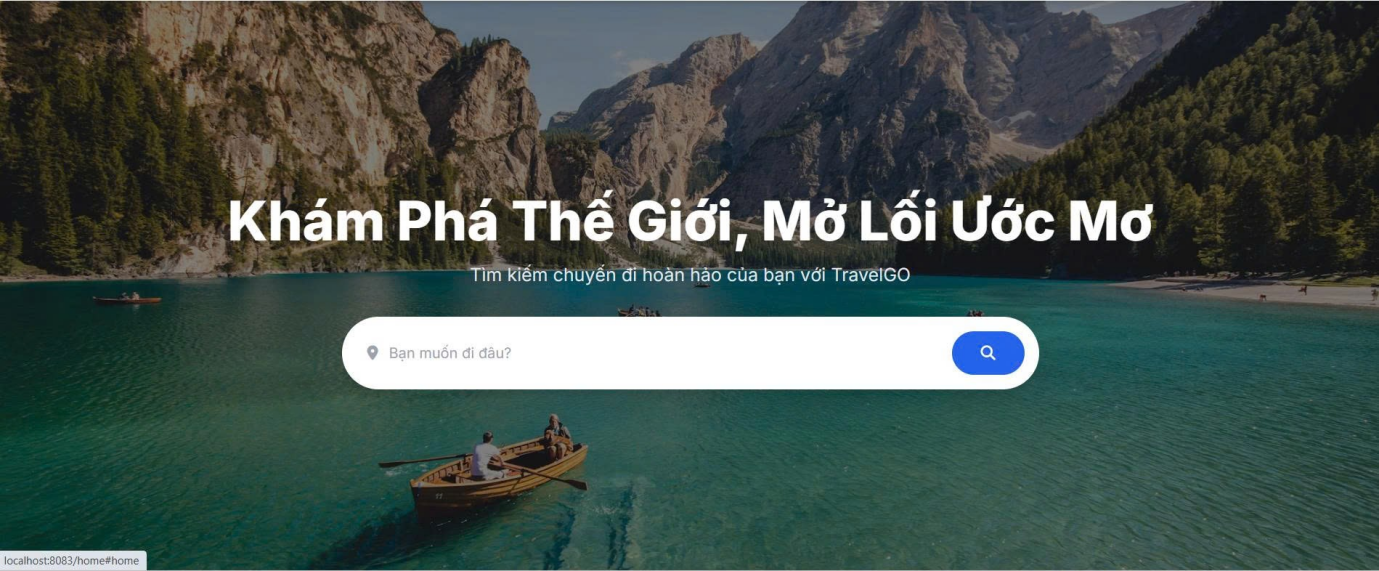 Khám Phá Thế Giới, Mở Lối Ước Mơ
Tìm kiếm chuyến đi hoàn hảo của bạn với TravelGO
Bạn muốn đi đâu?
localhost:8083/home#home